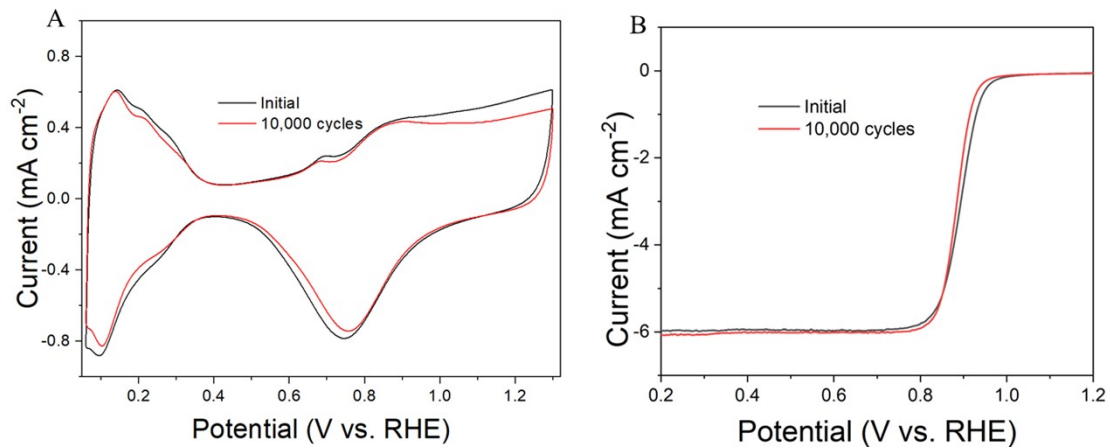 A
Current (mA cm-2)
0.8
0.4
0.0
-0.4
-0.8
Initial
10,000 cycles
0.2 0.4 0.6 0.8 1.0 1.2
Potential (V vs. RHE)
B
Current (mA cm-2)
0
-2
-4
-6
Initial
10,000 cycles
0.2 0.4 0.6 0.8 1.0 1.2
Potential (V vs. RHE)